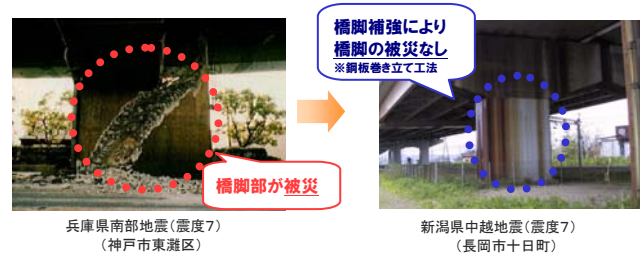 橋脚補強により
橋脚の被災なし
※鋼板巻き立て工法
橋脚部が被災
兵庫県南部地震(震度7)
(神戸市東灘区)
新潟県中越地震(震度7)
(長岡市十日町)